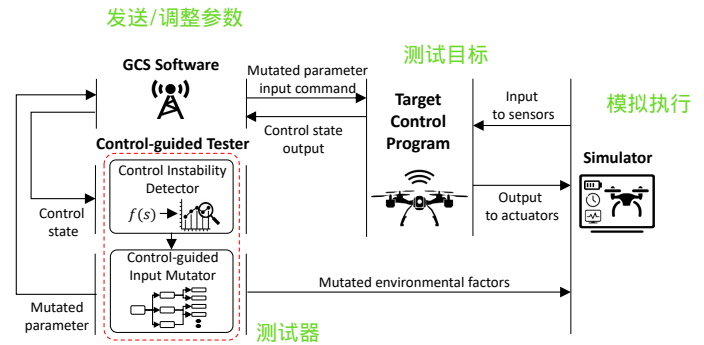 发送/调整参数
测试目标
模拟执行
GCS Software
Mutated parameter
input command
Control state
output
Target
Control
Program
Input
to sensors
Output
to actuators
Simulator
Control-guided Tester
Control Instability
Detector
f(s)
Control
state
Control-guided
Input Mutator
Mutated
parameter
Mutated environmental factors
测试器